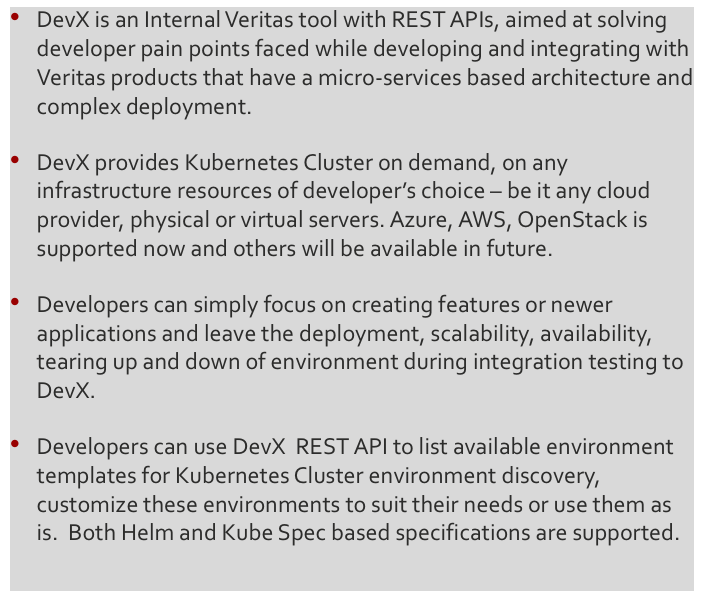 • DevX is an Internal Veritas tool with REST APIs, aimed at solving
developer pain points faced while developing and integrating with
Veritas products that have a micro-services based architecture and
complex deployment.
• DevX provides Kubernetes Cluster on demand, on any
infrastructure resources of developer’s choice – be it any cloud
provider, physical or virtual servers. Azure, AWS, OpenStack is
supported now and others will be available in future.
• Developers can simply focus on creating features or newer
applications and leave the deployment, scalability, availability,
tearing up and down of environment during integration testing to
DevX.
• Developers can use DevX  REST API to list available environment
templates for Kubernetes Cluster environment discovery,
customize these environments to suit their needs or use them as
is.  Both Helm and Kube Spec based specifications are supported.